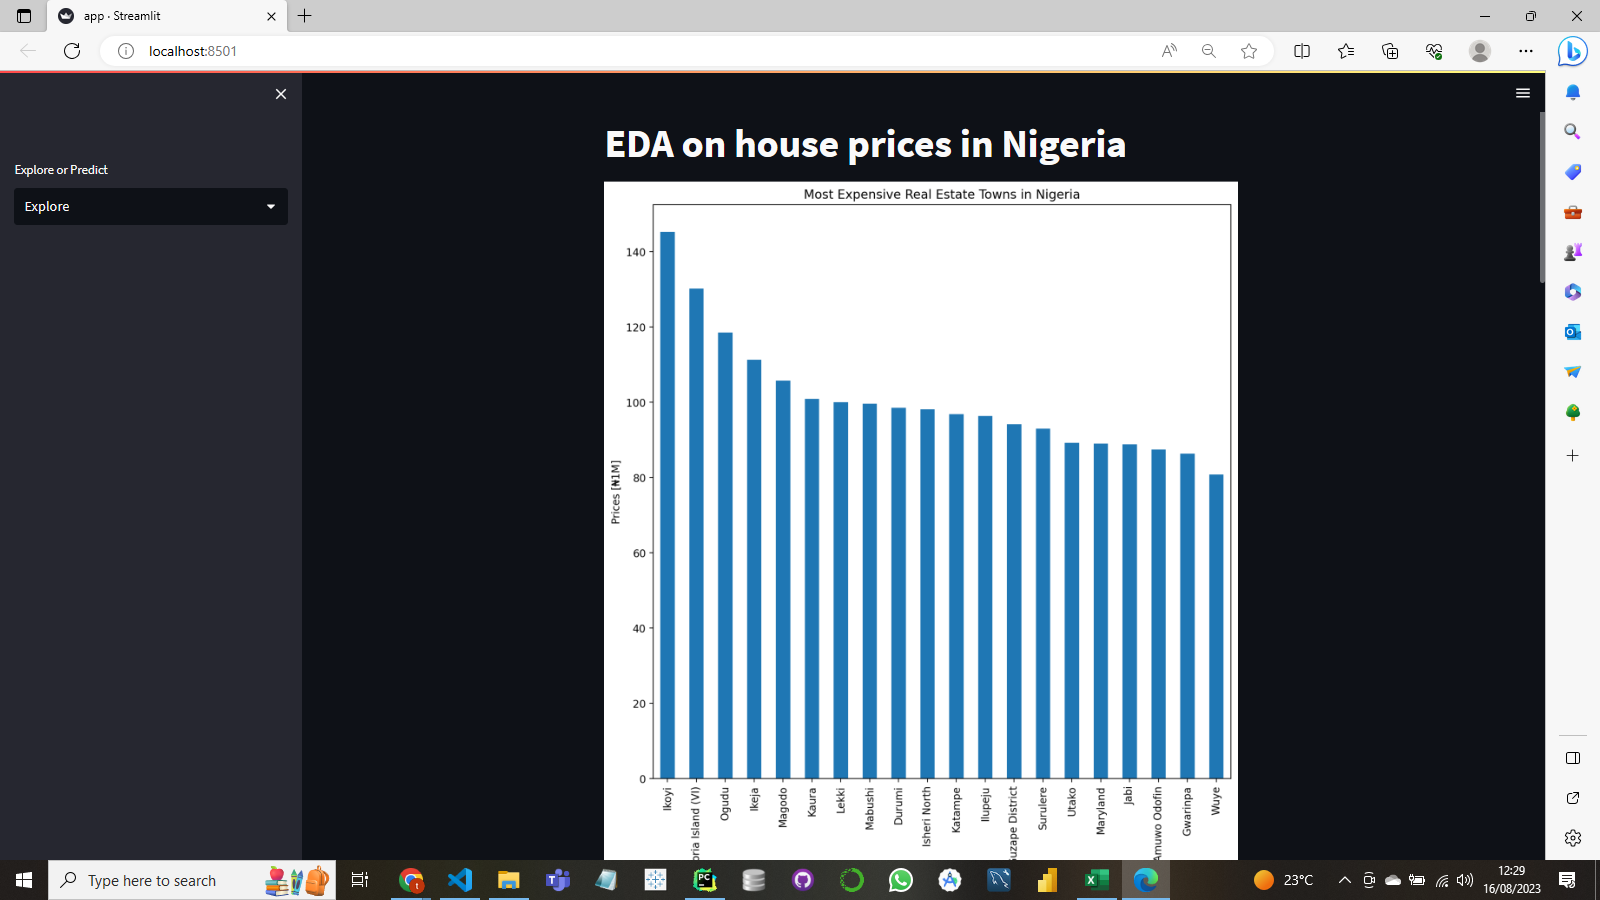 app · Streamlit
localhost:8501
Explore or Predict
Explore
EDA on house prices in Nigeria
Most Expensive Real Estate Towns in Nigeria
Prices [₦1M]
140
120
100
80
60
40
20
0
Ikoyi
ria Island (VI)
Ogudu
Ikeja
Magodo
Kaura
Lekki
Mabushi
Durumi
Isheri North
Katampe
Ilupeju
uzape District
Surulere
Utako
Maryland
Jabi
Amuwo Odofin
Gwarinpa
Wuye
Type here to search
23°C
12:29
16/08/2023